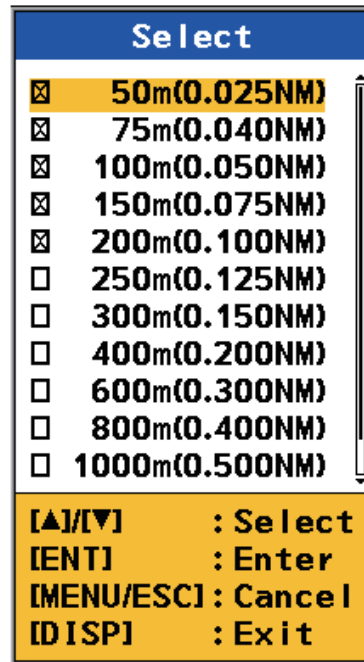 Select
☒ 50m(0.025NM)
☒ 75m(0.040NM)
☒ 100m(0.050NM)
☒ 150m(0.075NM)
☒ 200m(0.100NM)
☐ 250m(0.125NM)
☐ 300m(0.150NM)
☐ 400m(0.200NM)
☐ 600m(0.300NM)
☐ 800m(0.400NM)
☐ 1000m(0.500NM)
[▲]/[▼] : Select
[ENT] : Enter
[MENU/ESC] : Cancel
[DISP] : Exit